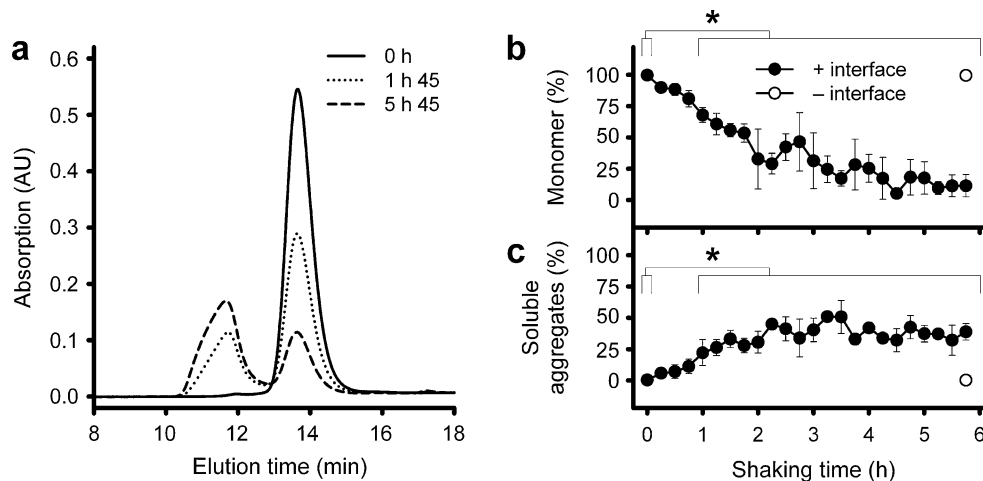 a
0 h
1 h 45
5 h 45
0.6
0.5
0.4
0.3
0.2
0.1
0.0
Absorption (AU)
8 10 12 14 16 18
Elution time (min)
b
*
+ interface
– interface
100
75
50
25
0
Monomer (%)
c
*
100
75
50
25
0
Soluble
aggregates (%)
0 1 2 3 4 5 6
Shaking time (h)